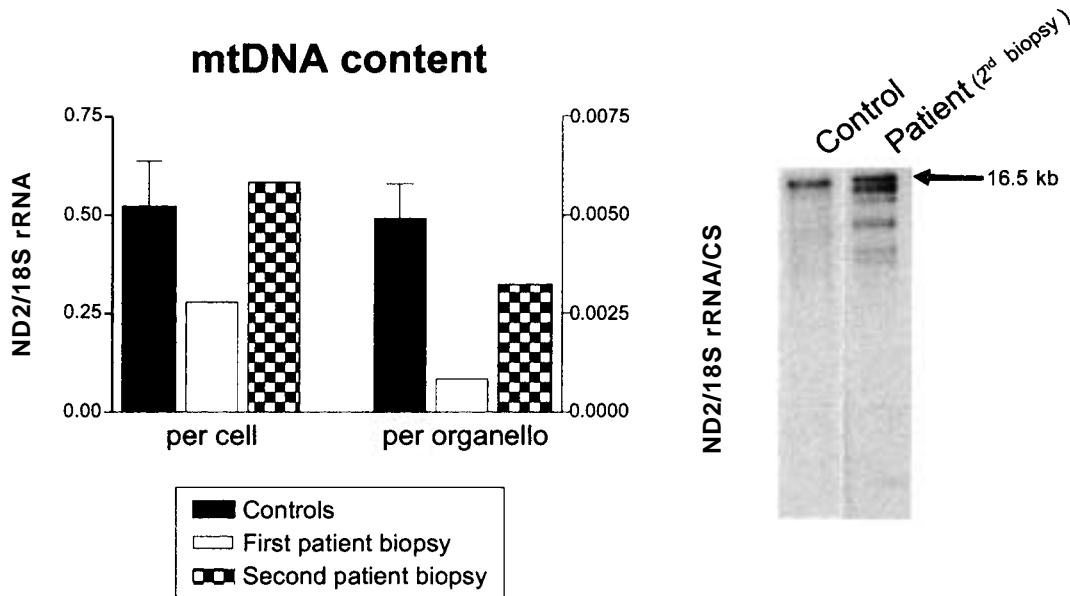 mtDNA content
ND2/18S rRNA
0.75
0.50
0.25
0.00
0.0075
0.0050
0.0025
0.0000
ND2/18S rRNA/CS
per cell
per organello
Controls
First patient biopsy
Second patient biopsy
Control
Patient (2nd biopsy)
16.5 kb